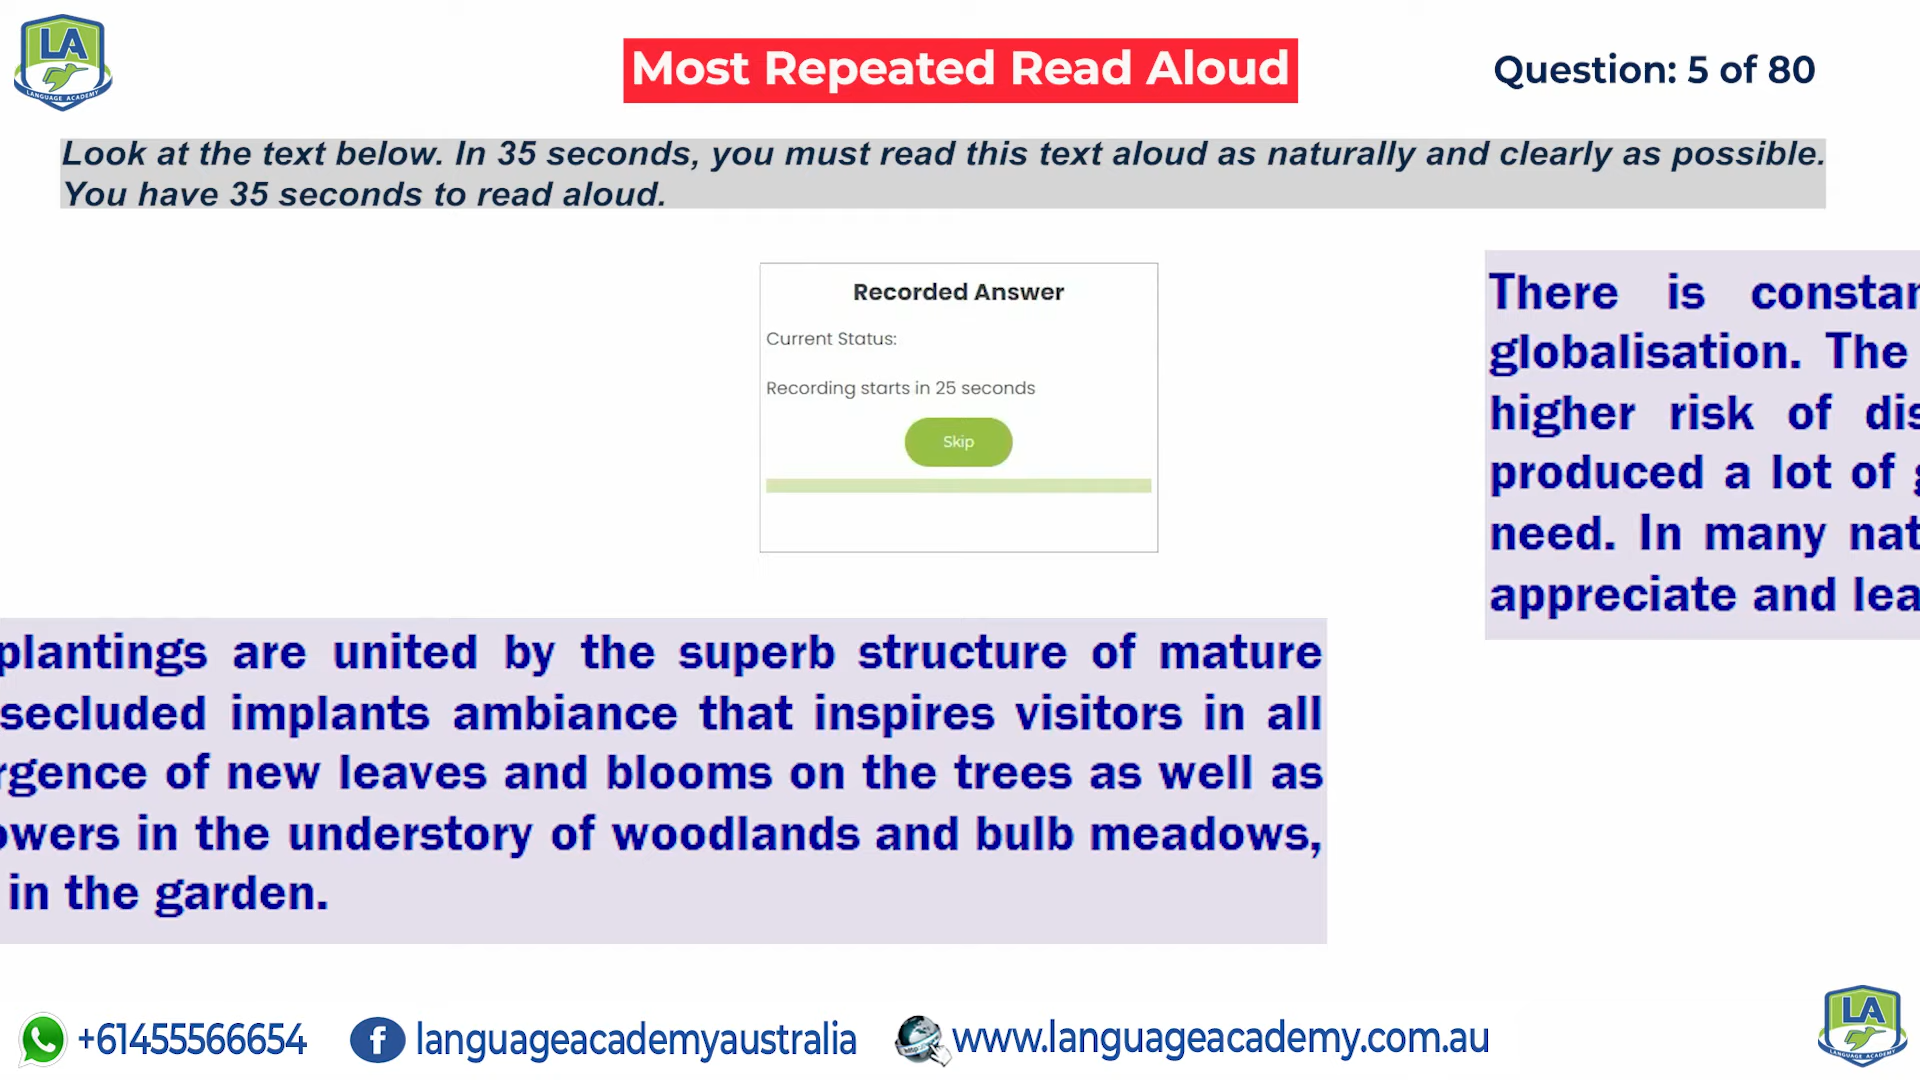 LA
LANGUAGE ACADEMY
Most Repeated Read Aloud
Question: 5 of 80
Look at the text below. In 35 seconds, you must read this text aloud as naturally and clearly as possible.
You have 35 seconds to read aloud.
Recorded Answer
Current Status:
Recording starts in 25 seconds
Skip
There is
globalisation. The
higher risk of
produced a lot of
need. In many
appreciate and
plantings are united by the superb structure of mature
secluded implants ambiance that inspires visitors in all
of new leaves and blooms on the trees as well as
in the understory of woodlands and bulb meadows,
in the garden.
+61455566654
f
languageacademyaustralia
www.languageacademy.com.au
LA
LANGUAGE ACADEMY